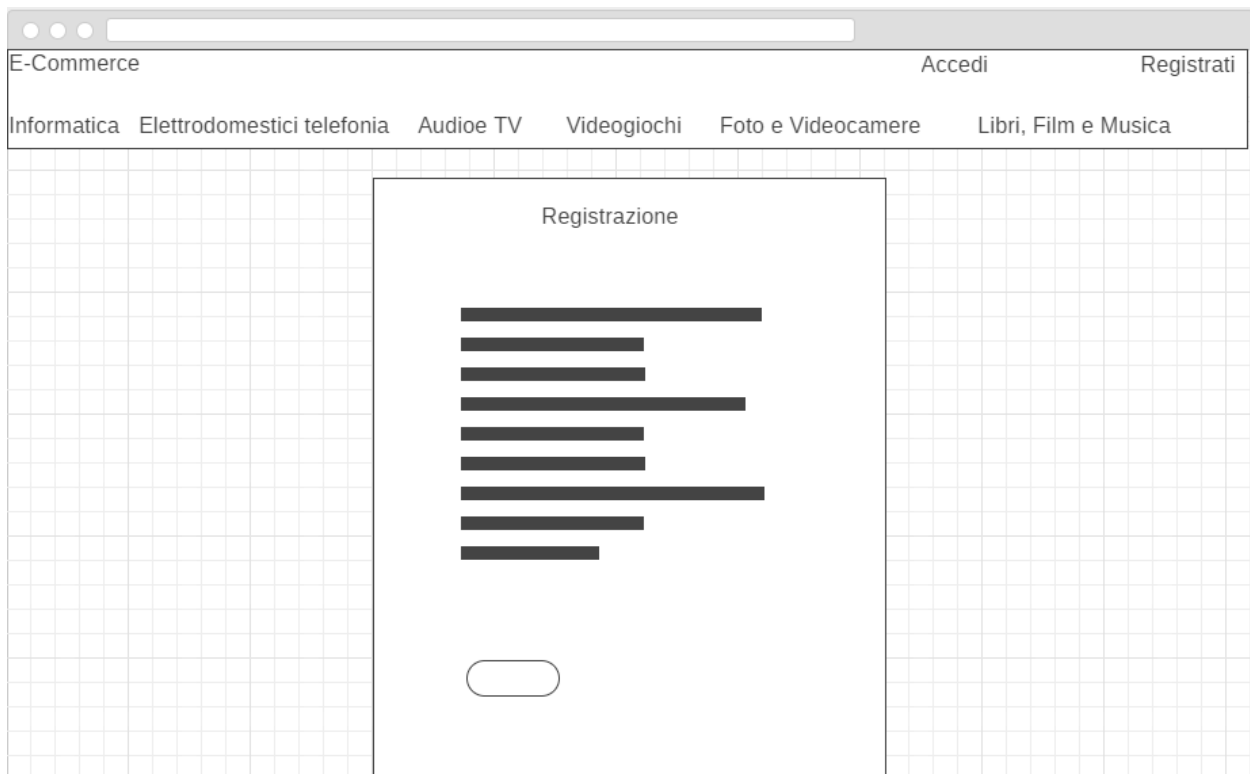 E-Commerce Accedi Registrati
Informatica Elettrodomestici telefonia Audioe TV Videogiochi Foto e Videocamere Libri, Film e Musica
Registrazione